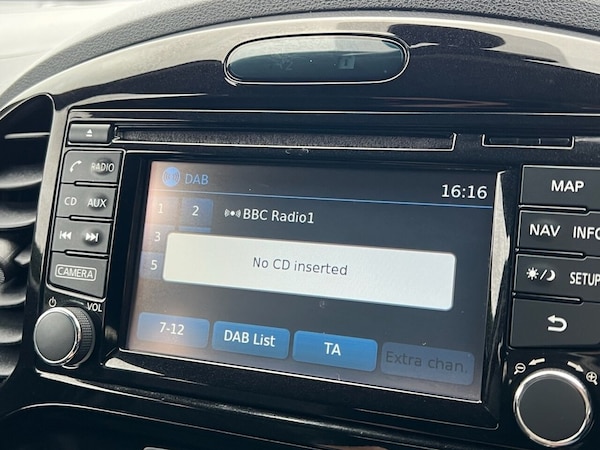 RADIO
CD AUX
CAMERA
VOL
DAB
16:16
1 2 BBC Radio1
3
5
No CD inserted
7-12
DAB List
TA
Extra chan.
MAP
NAV INFO
SETUP